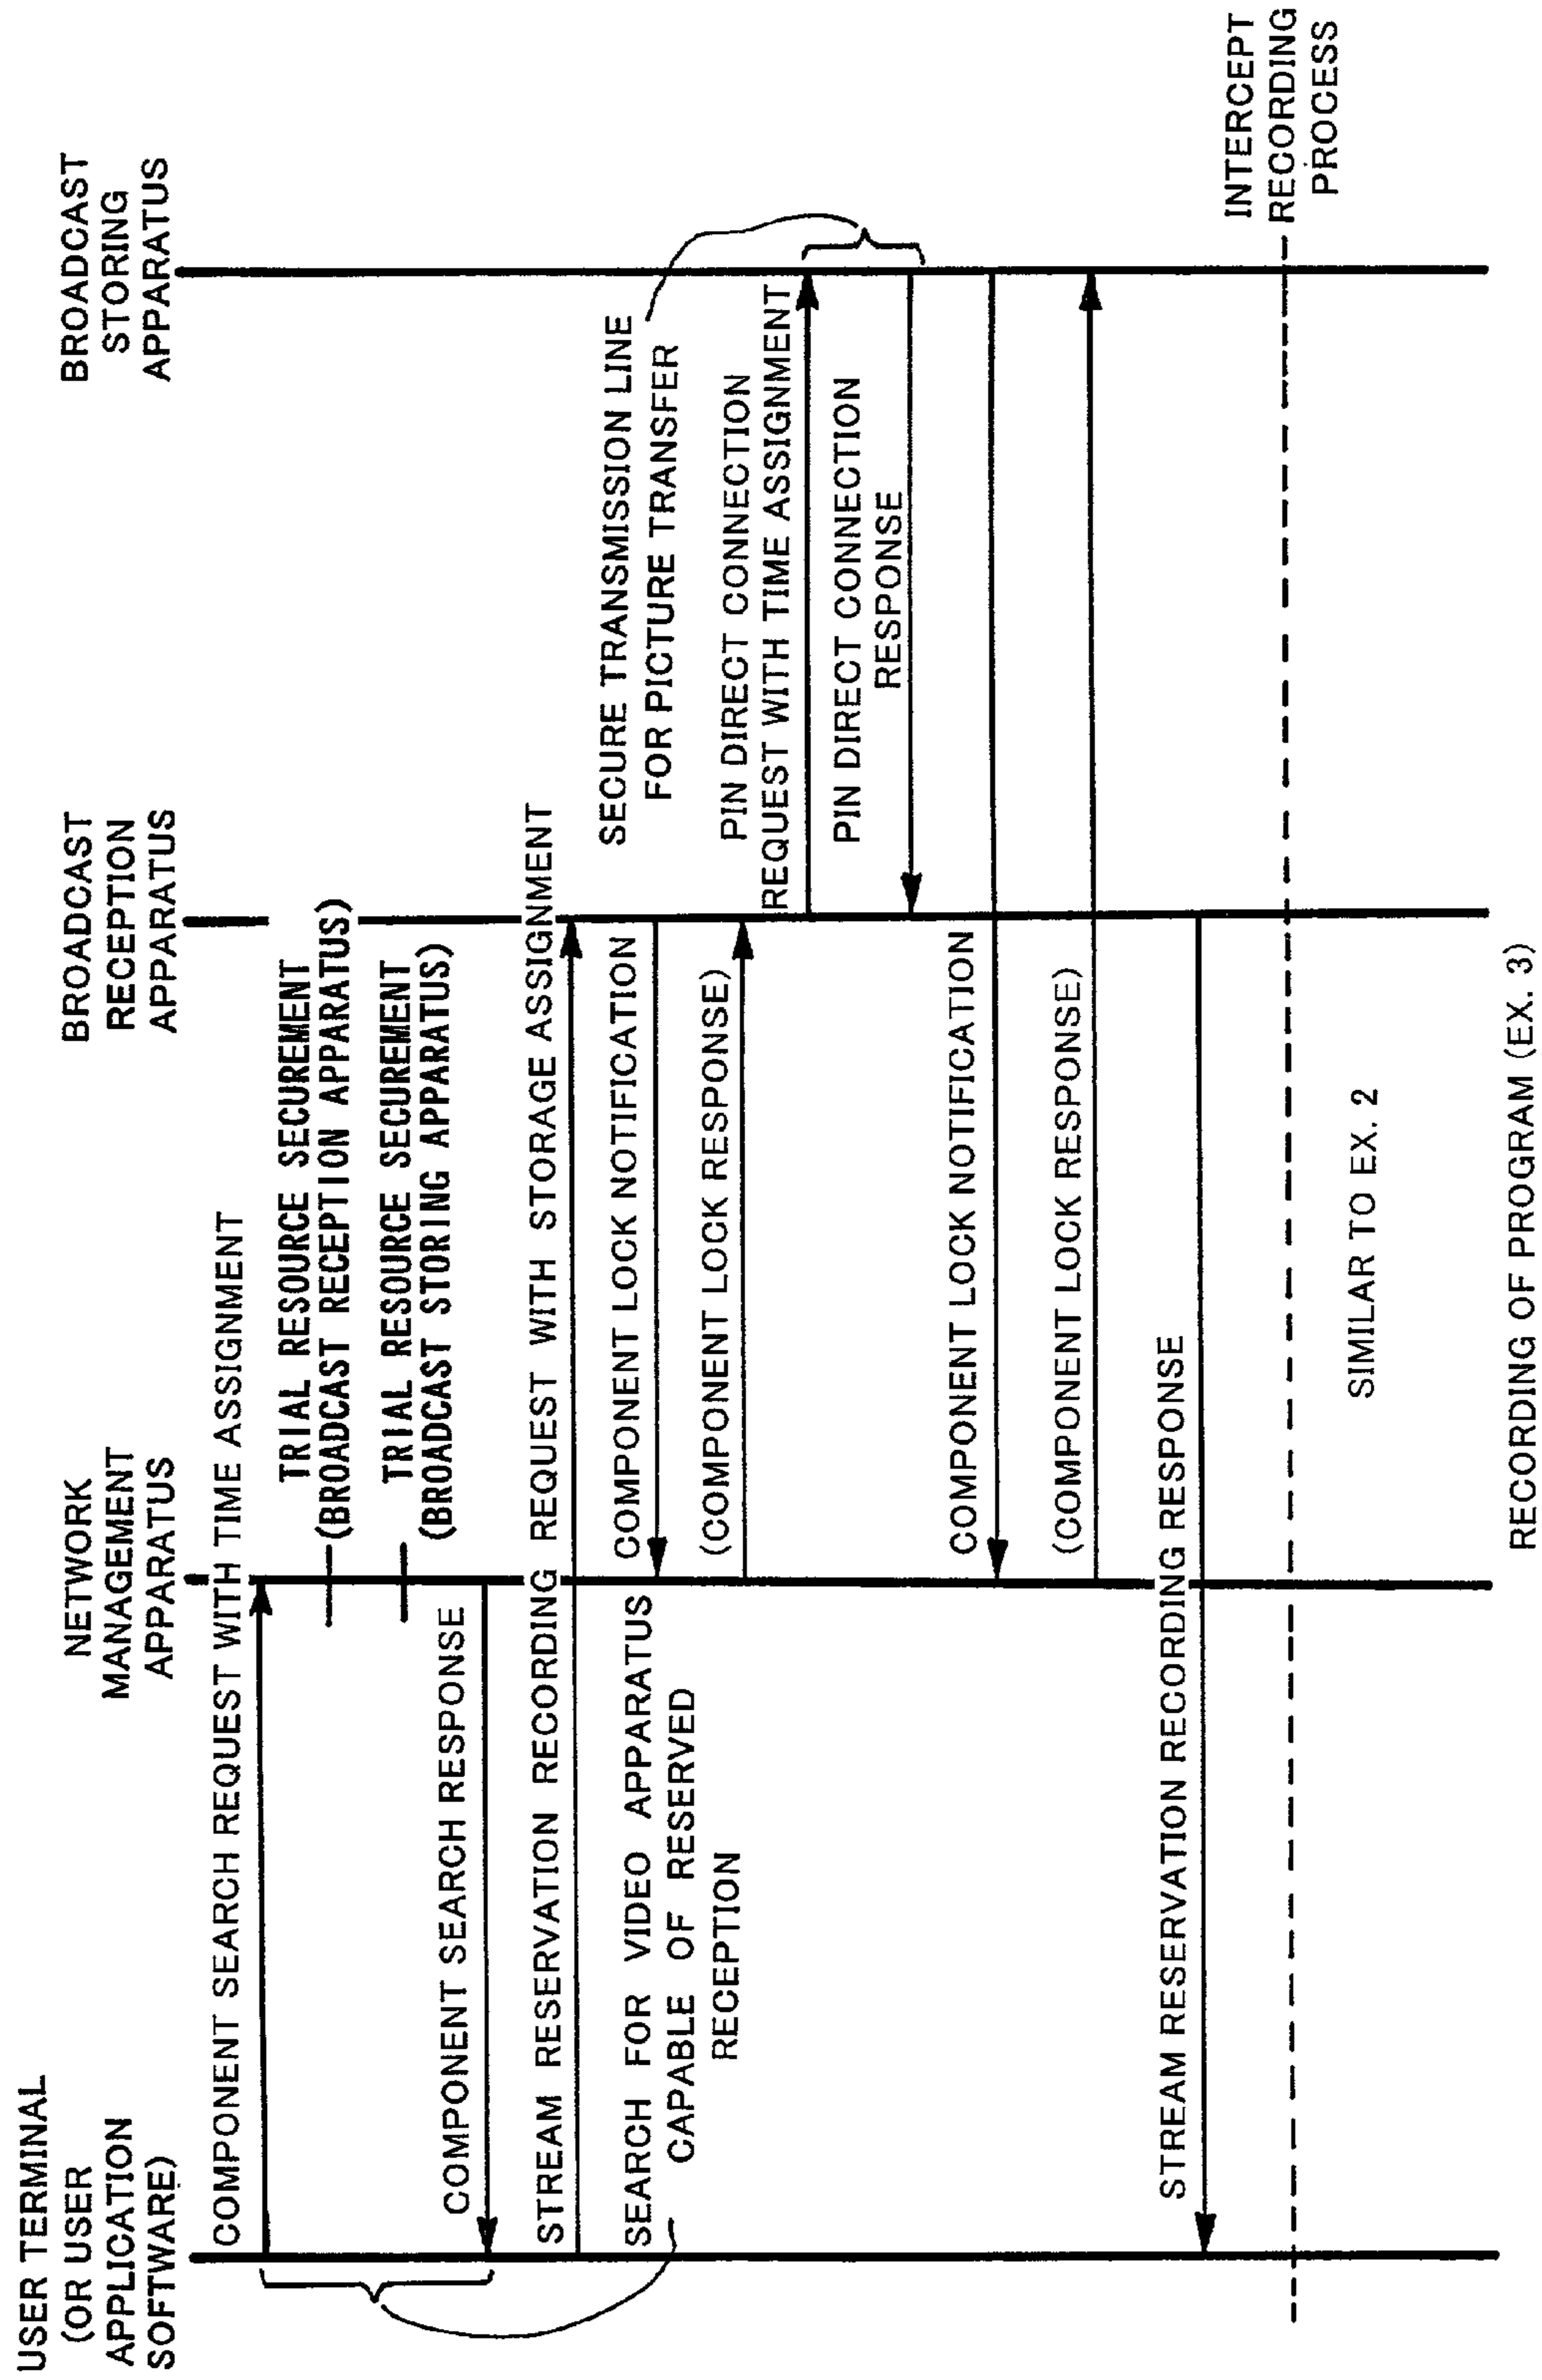 USER TERMINAL
(OR USER
APPLICATION
SOFTWARE)
NETWORK
MANAGEMENT
APPARATUS
BROADCAST
RECEPTION
APPARATUS
BROADCAST
STORING
APPARATUS
COMPONENT SEARCH REQUEST WITH TIME ASSIGNMENT
TRIAL RESOURCE SECUREMENT
(BROADCAST RECEPTION APPARATUS)
TRIAL RESOURCE SECUREMENT
(BROADCAST STORING APPARATUS)
COMPONENT SEARCH RESPONSE
STREAM RESERVATION RECORDING REQUEST WITH STORAGE ASSIGNMENT
SEARCH FOR VIDEO APPARATUS
CAPABLE OF RESERVED
RECEPTION
COMPONENT LOCK NOTIFICATION
(COMPONENT LOCK RESPONSE)
SECURE TRANSMISSION LINE
FOR PICTURE TRANSFER
PIN DIRECT CONNECTION
REQUEST WITH TIME ASSIGNMENT
PIN DIRECT CONNECTION
RESPONSE
COMPONENT LOCK NOTIFICATION
(COMPONENT LOCK RESPONSE)
STREAM RESERVATION RECORDING RESPONSE
INTERCEPT
RECORDING
PROCESS
SIMILAR TO EX. 2
RECORDING OF PROGRAM (EX. 3)